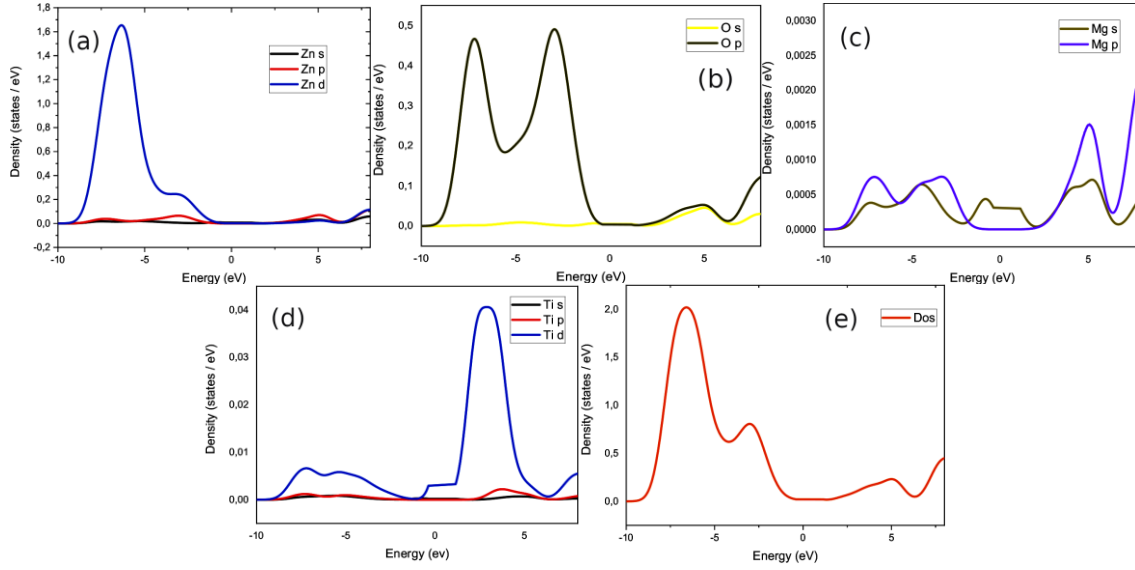 (a)
Zn s
Zn p
Zn d
Density (states / eV)
1,8
1,6
1,4
1,2
1,0
0,8
0,6
0,4
0,2
0,0
0,2
-10
-5
0
5
Energy (eV)
(b)
O s
O p
Density (states / eV)
0,5
0,4
0,3
0,2
0,1
0,0
-10
-5
0
5
Energy (eV)
(c)
Mg s
Mg p
Density (states / eV)
0,0030
0,0025
0,0020
0,0015
0,0010
0,0005
0,0000
-10
-5
0
5
Energy (eV)
(d)
Ti s
Ti p
Ti d
Density (states / eV)
0,04
0,03
0,02
0,01
0,00
-10
-5
0
5
Energy (ev)
(e)
Dos
Density (states / eV)
2,0
1,5
1,0
0,5
0,0
-10
-5
0
5
Energy (eV)